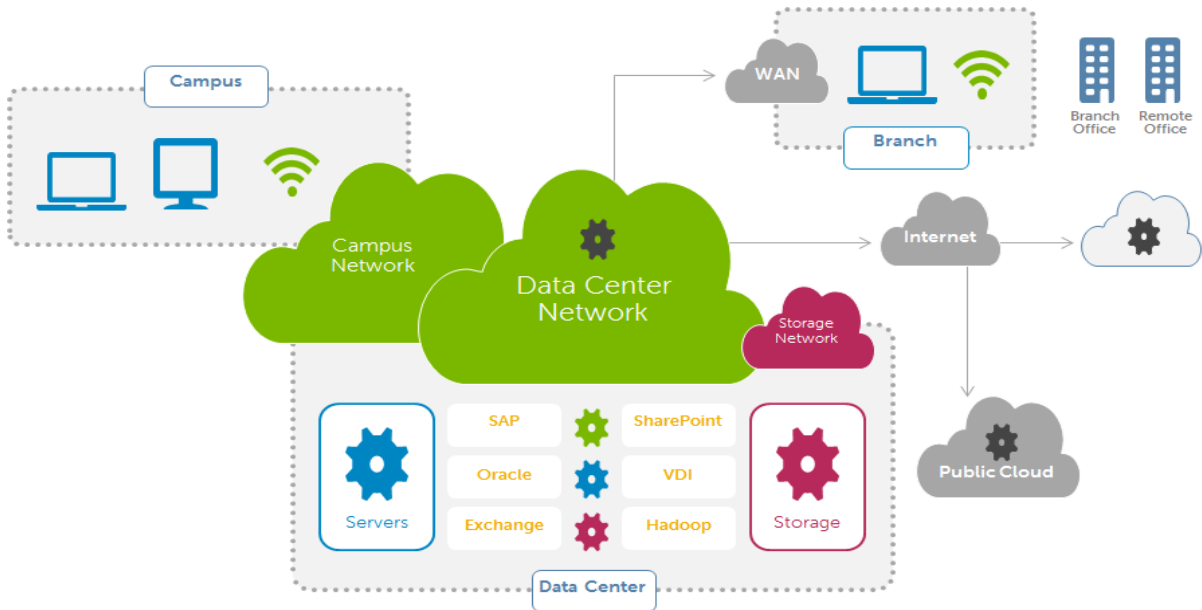 Campus
WAN
Branch
Branch
Office
Remote
Office
Campus
Network
Data Center
Network
Internet
Storage
Network
SAP
SharePoint
Oracle
VDI
Exchange
Hadoop
Servers
Storage
Public Cloud
Data Center